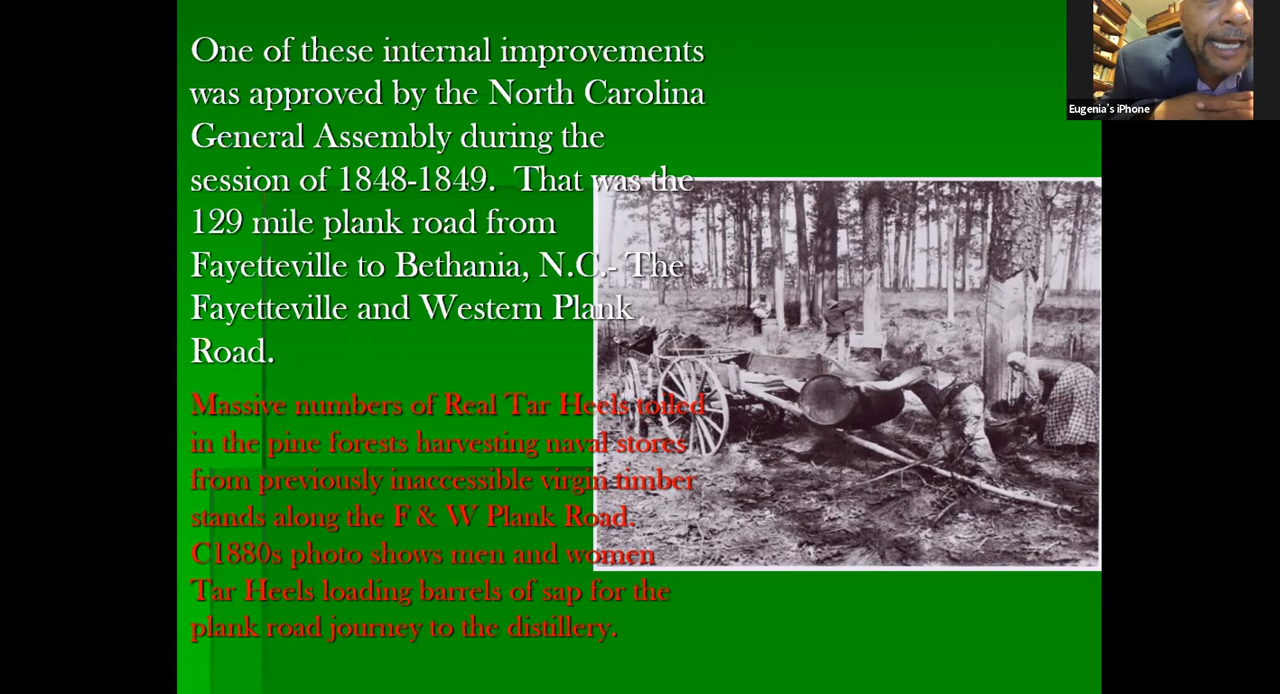 One of these internal improvements
was approved by the North Carolina
General Assembly during the
session of 1848-1849.  That was the
129 mile plank road from
Fayetteville to Bethania, N.C.- The
Fayetteville and Western Plank
Road.
Massive numbers of Real Tar Heels toiled
in the pine forests harvesting naval stores
from previously inaccessible virgin timber
stands along the F & W Plank Road.
C1880s photo shows men and women
Tar Heels loading barrels of sap for the
plank road journey to the distillery.
Eugenia's iPhone